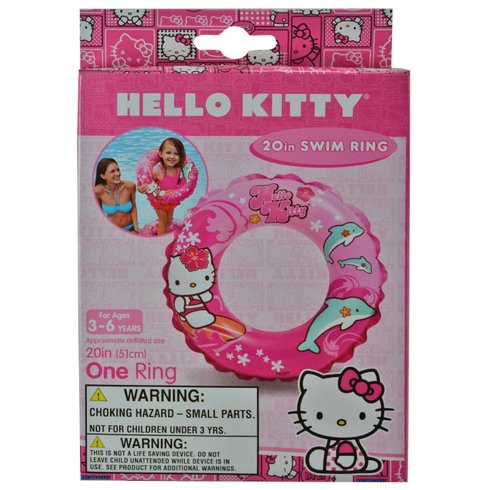 HELLO KITTY®
20in SWIM RING
Hello
Kitty
For Ages
3-6 YEARS
Approximate deflated size
20in (51cm)
One Ring
WARNING:
CHOKING HAZARD – SMALL PARTS.
NOT FOR CHILDREN UNDER 3 YRS.
WARNING:
THIS IS NOT A LIFE SAVING DEVICE. DO NOT
LEAVE CHILD UNATTENDED WHILE DEVICE IS IN
USE. SEE PRODUCT FOR ADDITIONAL WARNINGS.